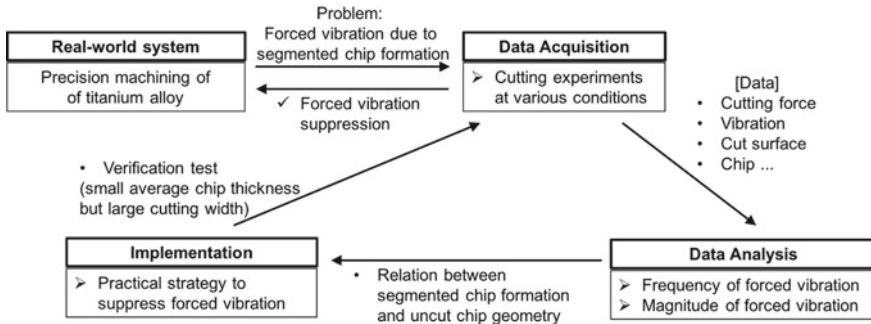 Problem:
Forced vibration due to
segmented chip formation
Real-world system
Precision machining of
of titanium alloy
✓ Forced vibration
suppression
Data Acquisition
➢ Cutting experiments
at various conditions
[Data]
• Cutting force
• Vibration
• Cut surface
• Chip ...
• Verification test
(small average chip thickness
but large cutting width)
Implementation
➢ Practical strategy to
suppress forced vibration
• Relation between
segmented chip formation
and uncut chip geometry
Data Analysis
➢ Frequency of forced vibration
➢ Magnitude of forced vibration